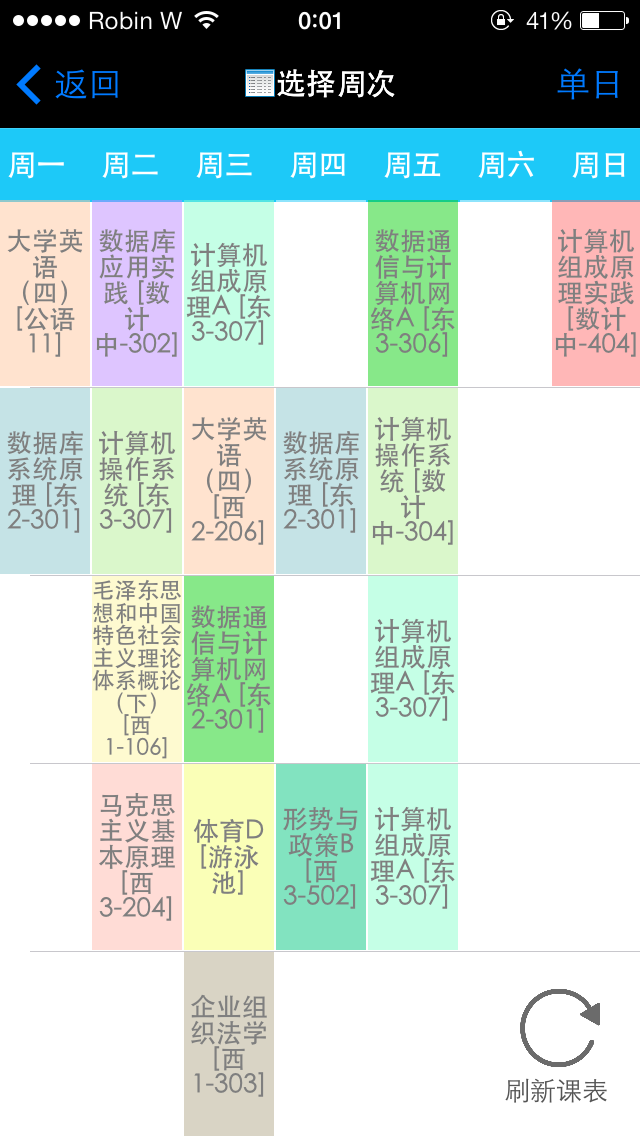 Robin W 0:01 41%
返回 选择周次 单日
周一 周二 周三 周四 周五 周六 周日
大学英
语
（四）
[公语
11]
数据库
应用实
践 [数
计
中-302]
计算机
组成原
理A [东
3-307]
数据通
信与计
算机网
络A [东
3-306]
计算机
组成原
理实践
[数计
中-404]
数据库
系统原
理 [东
2-301]
计算机
操作系
统 [东
3-307]
大学英
语
（四）
[西
2-206]
数据库
系统原
理 [东
2-301]
计算机
操作系
统 [数
计
中-304]
毛泽东思
想和中国
特色社会
主义理论
体系概论
（下）
[西
1-106]
数据通
信与计
算机网
络A [东
2-301]
计算机
组成原
理A [东
3-307]
马克思
主义基
本原理
[西
3-204]
体育D
[游泳
池]
形势与
政策B
[西
3-502]
计算机
组成原
理A [东
3-307]
企业组
织法学
[西
1-303]
刷新课表